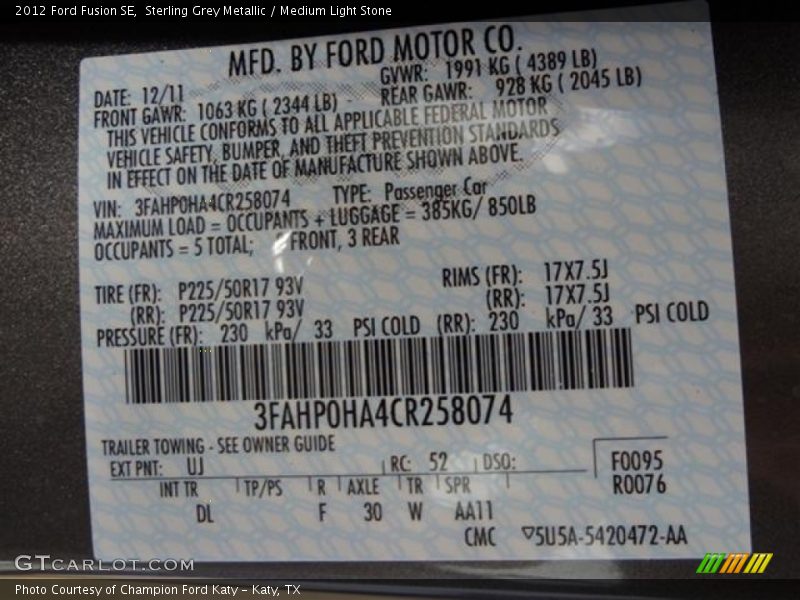 2012 Ford Fusion SE, Sterling Grey Metallic / Medium Light Stone
MFD. BY FORD MOTOR CO.
DATE: 12/11 GVWR: 1991 KG ( 4389 LB)
FRONT GAWR: 1063 KG ( 2344 LB) - REAR GAWR: 928 KG ( 2045 LB)
THIS VEHICLE CONFORMS TO ALL APPLICABLE FEDERAL MOTOR
VEHICLE SAFETY, BUMPER, AND THEFT PREVENTION STANDARDS
IN EFFECT ON THE DATE OF MANUFACTURE SHOWN ABOVE.
VIN: 3FAHP0HA4CR258074 TYPE: Passenger Car
MAXIMUM LOAD = OCCUPANTS + LUGGAGE = 385KG/ 850LB
OCCUPANTS = 5 TOTAL; FRONT, 3 REAR
TIRE (FR): P225/50R17 93V RIMS (FR): 17X7.5J
(RR): P225/50R17 93V (RR): 17X7.5J
PRESSURE (FR): 230 kPa/ 33 PSI COLD (RR): 230 kPa/ 33 PSI COLD
3FAHP0HA4CR258074
TRAILER TOWING - SEE OWNER GUIDE
EXT PNT: UJ RC: 52 DSO: F0095
INT TR TP/PS R AXLE TR SPR R0076
DL F 30 W AA11
CMC 5U5A-5420472-AA
GTCARLOT.COM
Photo Courtesy of Champion Ford Katy – Katy, TX